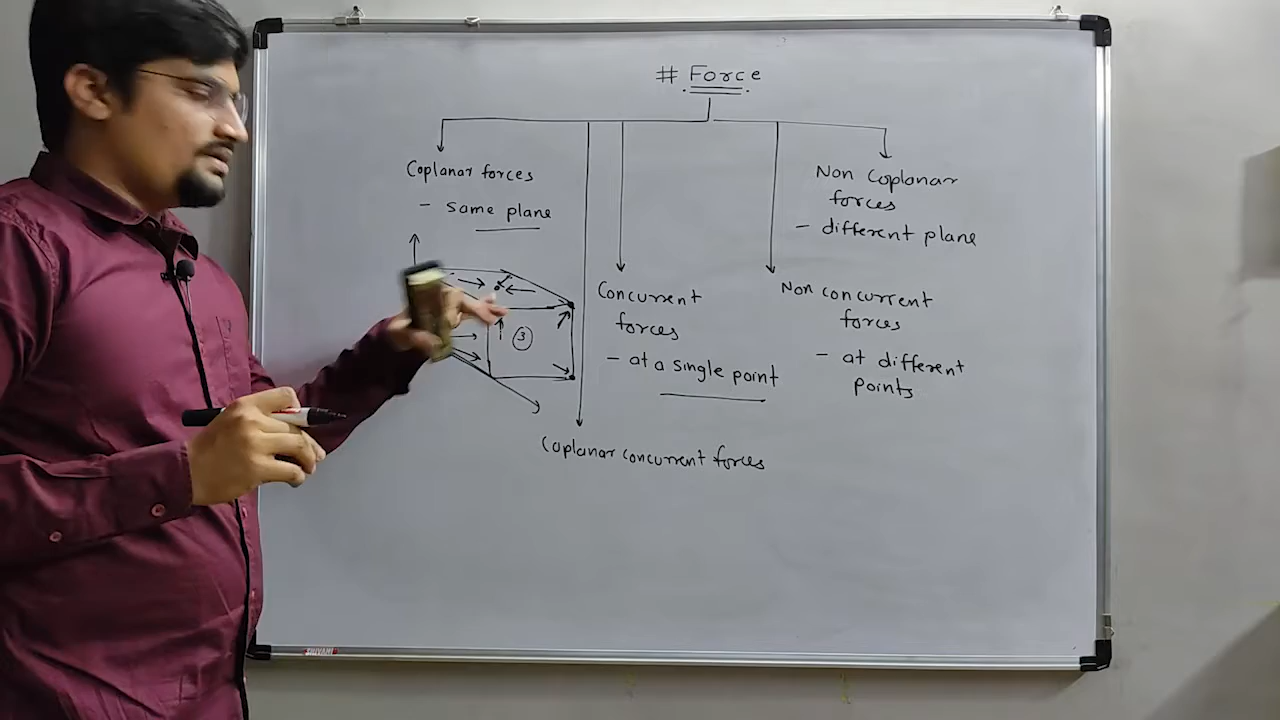 # Force
Coplanar forces
- same plane
Non Coplanar
forces
- different plane
Concurrent
forces
- at a single point
Non concurrent
forces
- at different
points
③
Coplanar concurrent forces
SHIVAM